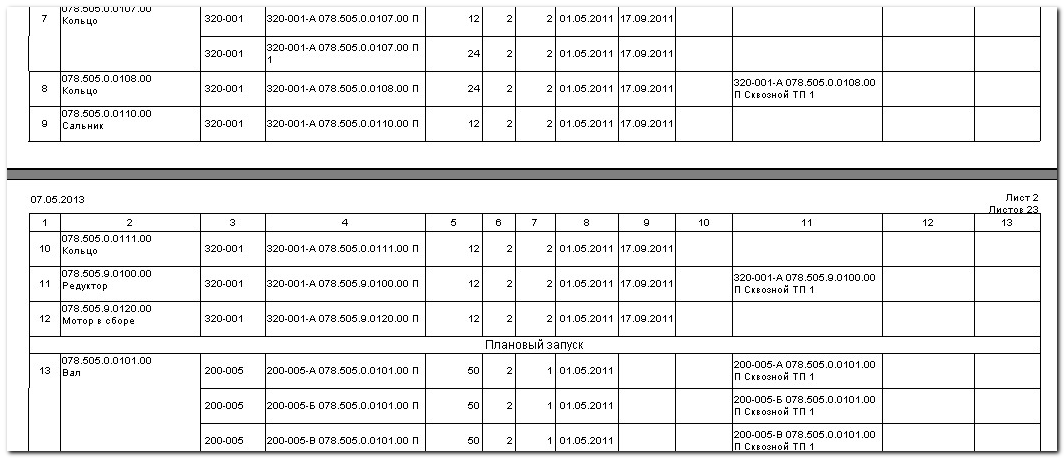 7 078.505.0.0107.00 320-001 320-001-А 078.505.0.0107.00 П 12 2 2 01.05.2011 17.09.2011
Кольцо
320-001 320-001-А 078.505.0.0107.00 П 24 2 2 01.05.2011 17.09.2011
1
8 078.505.0.0108.00 320-001 320-001-А 078.505.0.0108.00 П 24 2 2 01.05.2011 17.09.2011 320-001-А 078.505.0.0108.00
Кольцо П Сквозной ТП 1
9 078.505.0.0110.00 320-001 320-001-А 078.505.0.0110.00 П 12 2 2 01.05.2011 17.09.2011
Сальник
07.05.2013 Лист 2
Листов 23
1 2 3 4 5 6 7 8 9 10 11 12 13
10 078.505.0.0111.00 320-001 320-001-А 078.505.0.0111.00 П 12 2 2 01.05.2011 17.09.2011
Кольцо
11 078.505.9.0100.00 320-001 320-001-А 078.505.9.0100.00 П 12 2 2 01.05.2011 17.09.2011 320-001-А 078.505.9.0100.00
Редуктор П Сквозной ТП 1
12 078.505.9.0120.00 320-001 320-001-А 078.505.9.0120.00 П 12 2 2 01.05.2011 17.09.2011
Мотор в сборе
Плановый запуск
13 078.505.0.0101.00 200-005 200-005-А 078.505.0.0101.00 П 50 2 1 01.05.2011 200-005-А 078.505.0.0101.00
Вал П Сквозной ТП 1
200-005 200-005-Б 078.505.0.0101.00 П 50 2 1 01.05.2011 200-005-Б 078.505.0.0101.00
П Сквозной ТП 1
200-005 200-005-В 078.505.0.0101.00 П 50 2 1 01.05.2011 200-005-В 078.505.0.0101.00
П Сквозной ТП 1